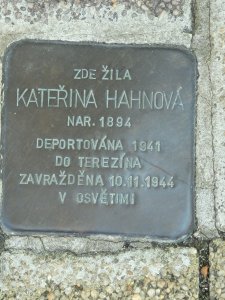 ZDE ŽILA
KATEŘINA HAHNOVÁ
NAR. 1894
DEPORTOVÁNA 1941
DO TEREZÍNA
ZAVRAŽDĚNA 10.11.1944
V OSVĚTIMI